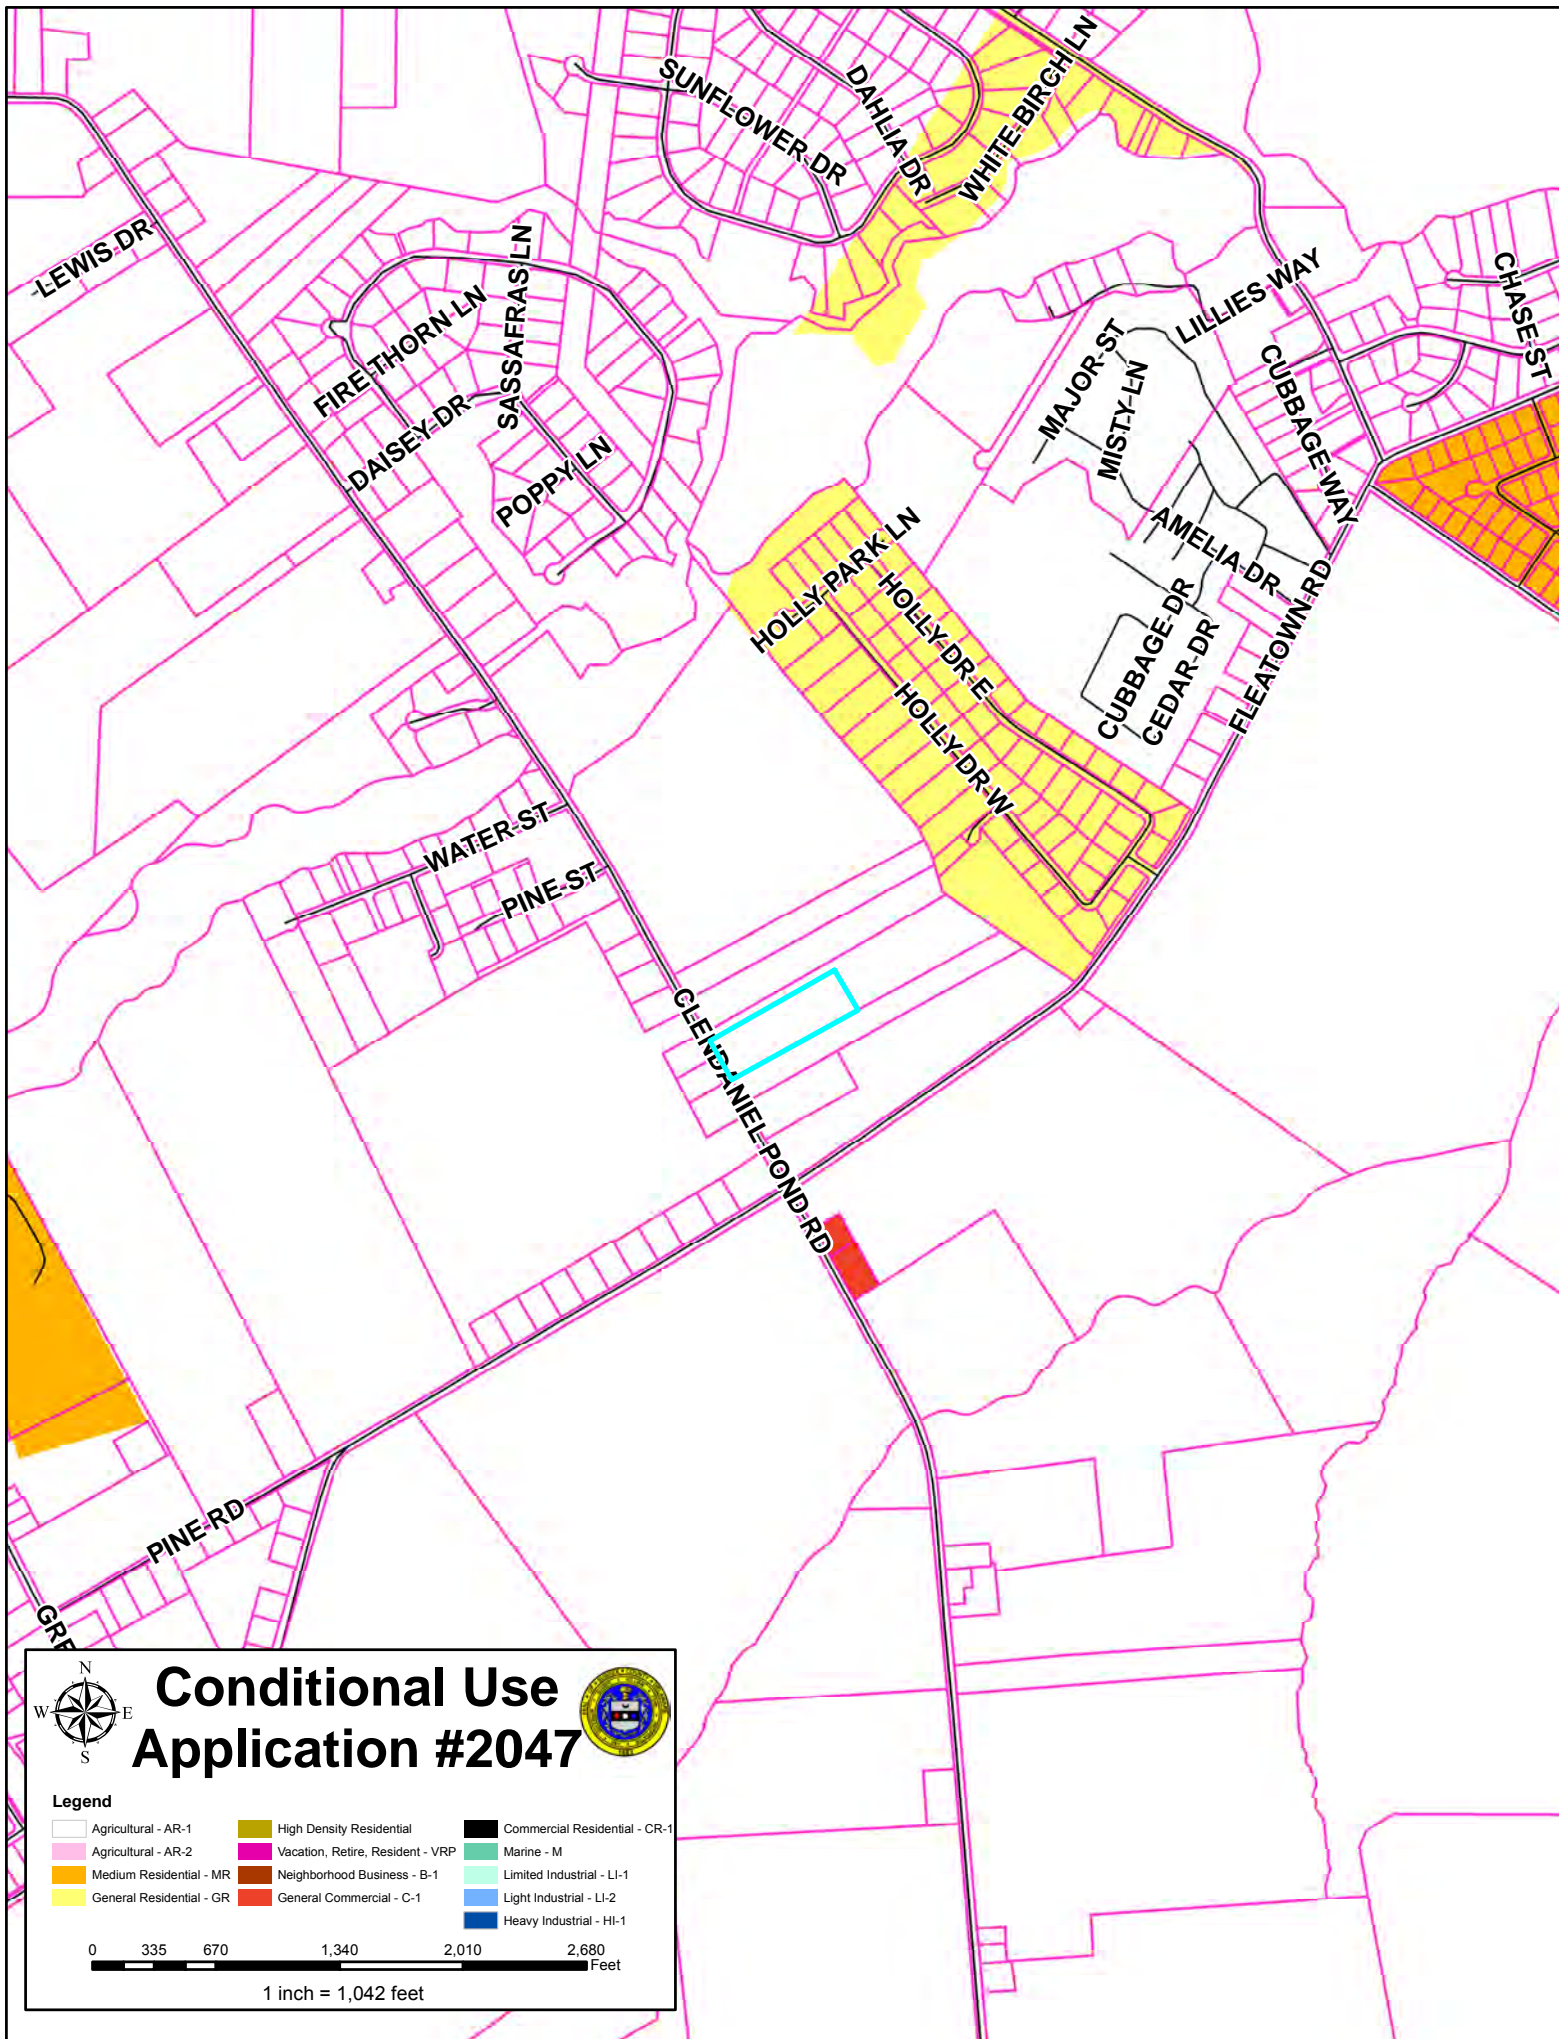 SUNFLOWER DR
DAHLIA DR
WHITE BIRCH LN
LEWIS DR
SASSAFRAS LN
FIRE THORN LN
LILLIES WAY
CHASE ST
MAJOR ST
MISTY LN
CUBBAGE WAY
DAISEY DR
POPPY LN
AMELIA DR
HOLLY PARK LN
HOLLY DR E
CUBBAGE DR
CEDAR DR
FLEATOWN RD
HOLLY DR W
WATER ST
PINE ST
CLENDANIEL POND RD
PINE RD
GRE
N
W E
S
Conditional Use
Application #2047
Legend
Agricultural - AR-1
Agricultural - AR-2
Medium Residential - MR
General Residential - GR
High Density Residential
Vacation, Retire, Resident - VRP
Neighborhood Business - B-1
General Commercial - C-1
Commercial Residential - CR-1
Marine - M
Limited Industrial - LI-1
Light Industrial - LI-2
Heavy Industrial - HI-1
0 335 670 1,340 2,010 2,680
Feet
1 inch = 1,042 feet